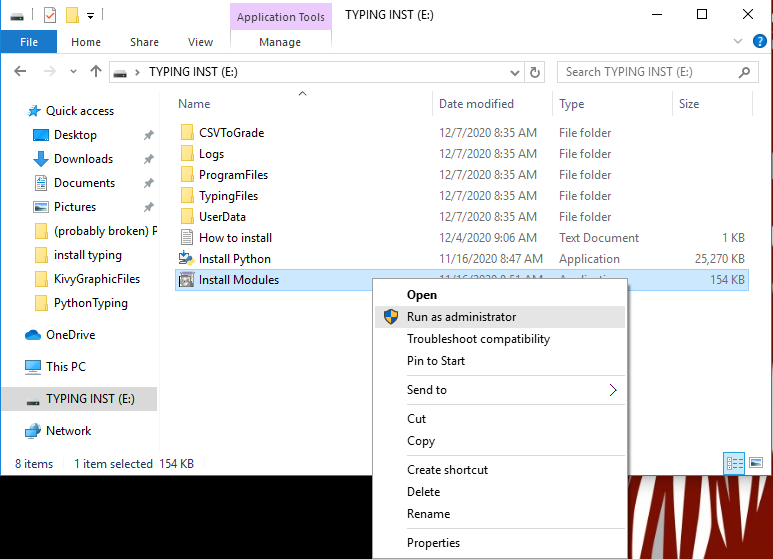 Application Tools TYPING INST (E:)
File Home Share View Manage
TYPING INST (E:) Search TYPING INST (E:)
Name Date modified Type Size
Quick access
Desktop
Downloads
Documents
Pictures
(probably broken) P
install typing
KivyGraphicFiles
PythonTyping
OneDrive
This PC
TYPING INST (E:)
Network
CSVToGrade 12/7/2020 8:35 AM File folder
Logs 12/7/2020 8:35 AM File folder
ProgramFiles 12/7/2020 8:35 AM File folder
TypingFiles 12/7/2020 8:35 AM File folder
UserData 12/7/2020 8:35 AM File folder
How to install 12/4/2020 9:06 AM Text Document 1 KB
Install Python 11/16/2020 8:47 AM Application 25,270 KB
Install Modules 11/16/2020 8:51 AM Application 154 KB
Open
Run as administrator
Troubleshoot compatibility
Pin to Start
Send to
Cut
Copy
Create shortcut
Delete
Rename
Properties
8 items 1 item selected 154 KB